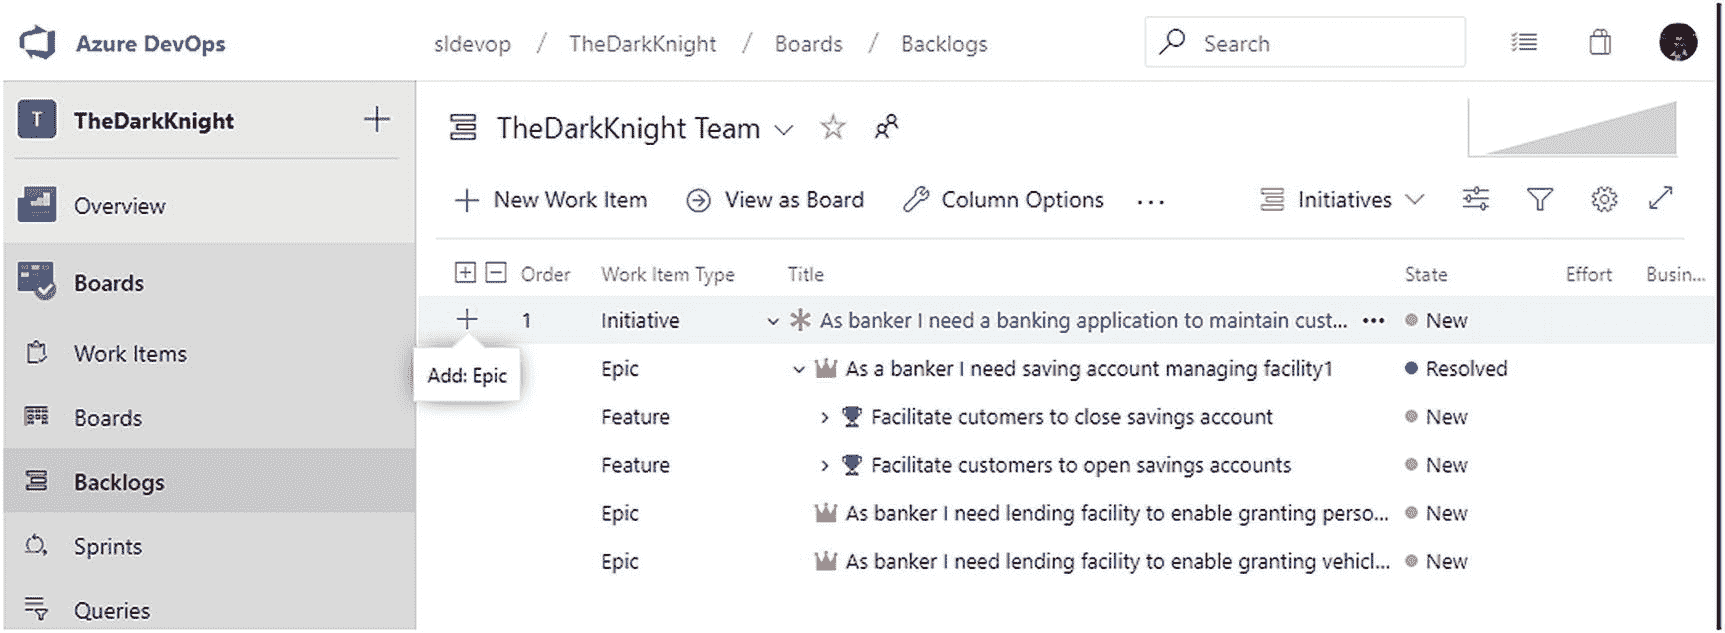 Azure DevOps
sldevop / TheDarkKnight / Boards / Backlogs
Search
T TheDarkKnight
TheDarkKnight Team
Overview
New Work Item View as Board Column Options ... Initiatives
Boards
Order Work Item Type Title State Effort Busin...
1 Initiative As banker I need a banking application to maintain cust... New
Add: Epic
Work Items
Epic As a banker I need saving account managing facility1 Resolved
Boards
Feature Facilitate cutomers to close savings account New
Feature Facilitate customers to open savings accounts New
Backlogs
Epic As banker I need lending facility to enable granting perso... New
Sprints
Epic As banker I need lending facility to enable granting vehicl... New
Queries